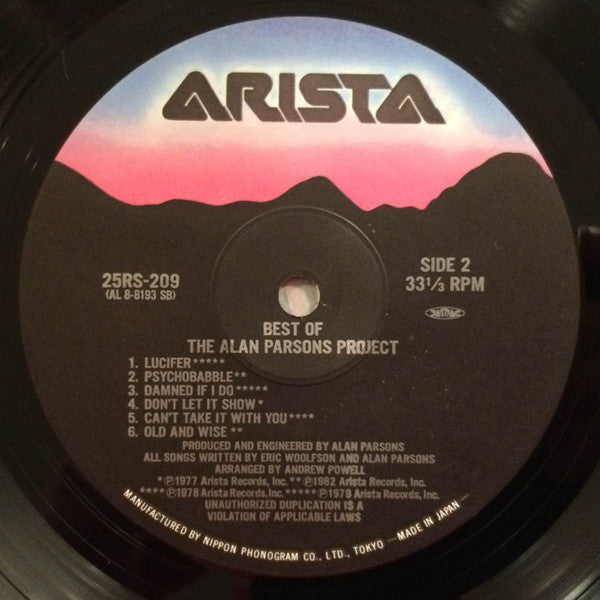 ARISTA
25RS-209
(AL 8-8193 SB)
SIDE 2
33 1/3 RPM
BEST OF
THE ALAN PARSONS PROJECT
1. LUCIFER*****
2. PSYCHOBABBLE**
3. DAMNED IF I DO*****
4. DON'T LET IT SHOW*
5. CAN'T TAKE IT WITH YOU****
6. OLD AND WISE**
PRODUCED AND ENGINEERED BY ALAN PARSONS
ALL SONGS WRITTEN BY ERIC WOOLFSON AND ALAN PARSONS
ARRANGED BY ANDREW POWELL
*℗1977 Arista Records, Inc. **℗1982 Arista Records, Inc.
****℗1978 Arista Records, Inc. *****℗1979 Arista Records, Inc.
UNAUTHORIZED DUPLICATION IS A
VIOLATION OF APPLICABLE LAWS
MANUFACTURED BY NIPPON PHONOGRAM CO., LTD., TOKYO —MADE IN JAPAN—